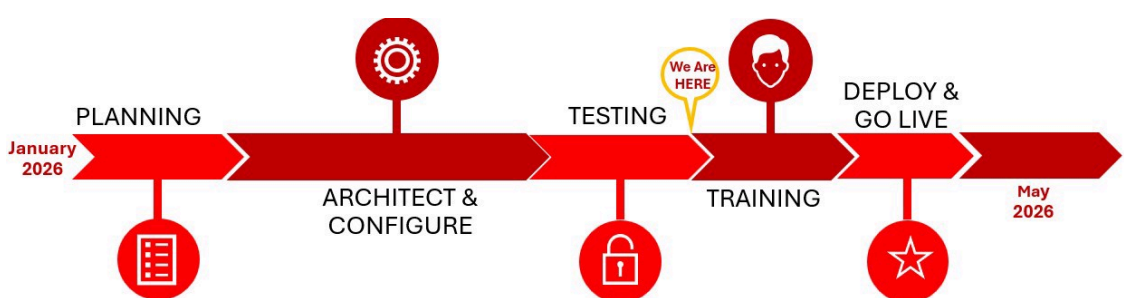 January
2026
PLANNING
ARCHITECT &
CONFIGURE
TESTING
We Are
HERE
TRAINING
DEPLOY &
GO LIVE
May
2026